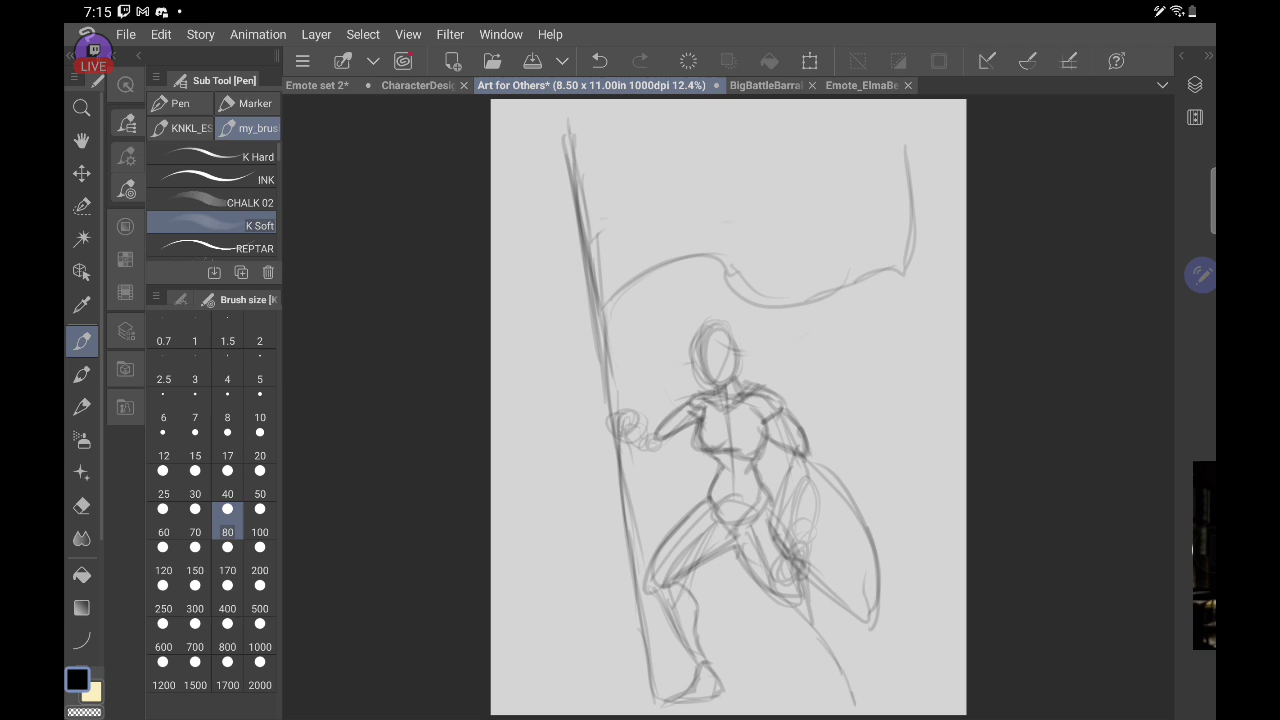 7:15
LIVE
File Edit Story Animation Layer Select View Filter Window Help
Sub Tool [Pen]
Emote set 2* CharacterDesi Art for Others* (8.50 x 11.00in 1000dpi 12.4%) BigBattleBarra Emote_ElmaBe
Pen Marker
KNKL_ES my_brus
K Hard
INK
CHALK 02
K Soft
REPTAR
Brush size [K
0.7 1 1.5 2
2.5 3 4 5
6 7 8 10
12 15 17 20
25 30 40 50
60 70 80 100
120 150 170 200
250 300 400 500
600 700 800 1000
1200 1500 1700 2000